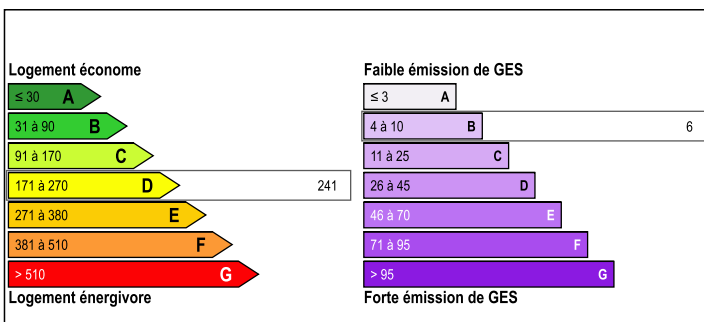 Logement économe
≤ 30 A
31 à 90 B
91 à 170 C
171 à 270 D 241
271 à 380 E
381 à 510 F
> 510 G
Logement énergivore
Faible émission de GES
≤ 3 A
4 à 10 B 6
11 à 25 C
26 à 45 D
46 à 70 E
71 à 95 F
> 95 G
Forte émission de GES